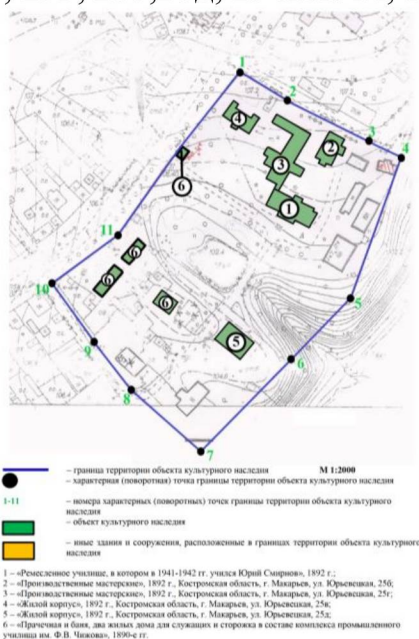 1
2
3
4
4
2
3
1
6
11
6
10
6
6
5
5
6
9
8
7
– граница территории объекта культурного наследия М 1:2000
– характерная (поворотная) точка границы территории объекта культурного наследия
1-11 – номера характерных (поворотных) точек границы территории объекта культурного
наследия
– объект культурного наследия
– иные здания и сооружения, расположенные в границах территории объекта культурного
наследия
1 – «Ремесленное училище, в котором в 1941-1942 гг. учился Юрий Смирнов», 1892 г.;
2 – «Производственные мастерские», 1892 г., Костромская область, г. Макарьев, ул. Юрьевецкая, 25б;
3 – «Производственные мастерские», 1892 г., Костромская область, г. Макарьев, ул. Юрьевецкая, 25г;
4 – «Жилой корпус», 1892 г., Костромская область, г. Макарьев, ул. Юрьевецкая, 25в;
5 – «Жилой корпус», 1892 г., Костромская область, г. Макарьев, ул. Юрьевецкая, 25д;
6 – «Прачечная и баня, два жилых дома для служащих и сторожка в составе комплекса промышленного
училища им. Ф.В. Чижова», 1890-е гг.